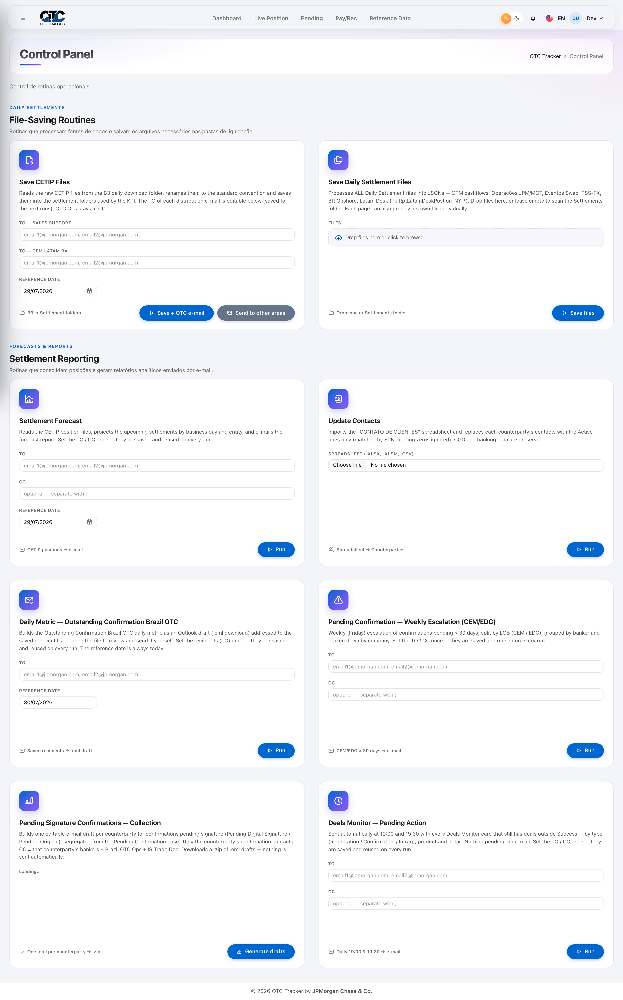 OTC
OTC TRACKER
Dashboard
Live Position
Pending
Pay/Rec
Reference Data
EN
DU
Dev
Control Panel
OTC Tracker > Control Panel
Central de rotinas operacionais
DAILY SETTLEMENTS
File-Saving Routines
Rotinas que processam fontes de dados e salvam os arquivos necessários nas pastas de liquidação.
Save CETIP Files
Reads the raw CETIP files from the B3 daily download folder, renames them to the standard convention and saves
them into the settlement folders used by the KPI. The TO of each distribution e-mail is editable below (saved for
the next runs); OTC Ops stays in CC.
TO — SALES SUPPORT
email1@jpmorgan.com; email2@jpmorgan.com
TO — CEM LATAM BA
email1@jpmorgan.com; email2@jpmorgan.com
REFERENCE DATE
29/07/2026
B3 → Settlement folders
Save + OTC e-mail
Send to other areas
Save Daily Settlement Files
Processes ALL Daily Settlement files into JSONs — OTM cashflows, Operações JPM/MGT, Eventos Swap, TSS-FX,
BR Onshore, Latam Desk (FbiRptLatamDeskPostion-NY-*). Drop files here, or leave empty to scan the Settlements
folder. Each page can also process its own file individually.
FILES
Drop files here or click to browse
Dropzone or Settlements folder
Save files
FORECASTS & REPORTS
Settlement Reporting
Rotinas que consolidam posições e geram relatórios analíticos enviados por e-mail.
Settlement Forecast
Reads the CETIP position files, projects the upcoming settlements by business day and entity, and e-mails the
forecast report. Set the TO / CC once — they are saved and reused on every run.
TO
email1@jpmorgan.com; email2@jpmorgan.com
CC
optional — separate with ;
REFERENCE DATE
29/07/2026
CETIP positions → e-mail
Run
Update Contacts
Imports the "CONTATO DE CLIENTES" spreadsheet and replaces each counterparty's contacts with the Active
ones only (matched by SPN, leading zeros ignored). CGD and banking data are preserved.
SPREADSHEET (.XLSX, .XLSM, .CSV)
Choose File No file chosen
Spreadsheet → Counterparties
Run
Daily Metric — Outstanding Confirmation Brazil OTC
Builds the Outstanding Confirmation Brazil OTC daily metric as an Outlook draft (.eml download) addressed to the
saved recipient list — open the file to review and send it yourself. Set the recipients (TO) once — they are saved
and reused on every run. The reference date is always today.
TO
email1@jpmorgan.com; email2@jpmorgan.com
REFERENCE DATE
30/07/2026
Saved recipients → .eml draft
Run
Pending Confirmation — Weekly Escalation (CEM/EDG)
Weekly (Friday) escalation of confirmations pending > 30 days, split by LOB (CEM / EDG), grouped by banker and
broken down by company. Set the TO / CC once — they are saved and reused on every run.
TO
email1@jpmorgan.com; email2@jpmorgan.com
CC
optional — separate with ;
CEM/EDG > 30 days → e-mail
Run
Pending Signature Confirmations — Collection
Builds one editable e-mail draft per counterparty for confirmations pending signature (Pending Digital Signature /
Pending Original), segregated from the Pending Confirmation base. TO = the counterparty's confirmation contacts;
CC = that counterparty's bankers + Brazil OTC Ops + IS Trade Doc. Downloads a .zip of .eml drafts — nothing is
sent automatically.
Loading...
One .eml per counterparty → .zip
Generate drafts
Deals Monitor — Pending Action
Sent automatically at 19:00 and 19:30 with every Deals Monitor card that still has deals outside Success — by type
(Registration / Confirmation / Intrag), product and detail. Nothing pending, no e-mail. Set the TO / CC once — they
are saved and reused on every run.
TO
email1@jpmorgan.com; email2@jpmorgan.com
CC
optional — separate with ;
Daily 19:00 & 19:30 → e-mail
Run
© 2026 OTC Tracker by JPMorgan Chase & Co.